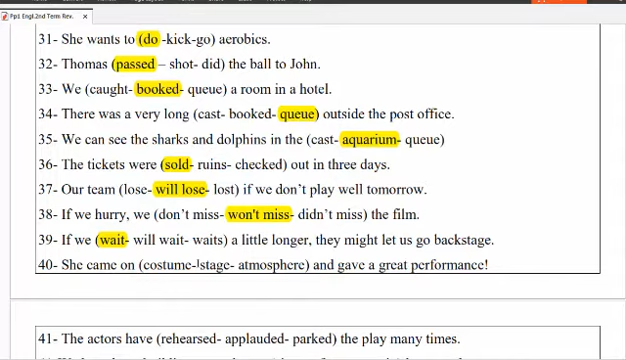 Pp1 Engl.2nd Term Rev.
31- She wants to (do -kick-go) aerobics.
32- Thomas (passed – shot- did) the ball to John.
33- We (caught- booked- queue) a room in a hotel.
34- There was a very long (cast- booked- queue) outside the post office.
35- We can see the sharks and dolphins in the (cast- aquarium- queue)
36- The tickets were (sold- ruins- checked) out in three days.
37- Our team (lose- will lose- lost) if we don’t play well tomorrow.
38- If we hurry, we (don’t miss- won't miss- didn’t miss) the film.
39- If we (wait- will wait- waits) a little longer, they might let us go backstage.
40- She came on (costume- stage- atmosphere) and gave a great performance!
41- The actors have (rehearsed- applauded- parked) the play many times.